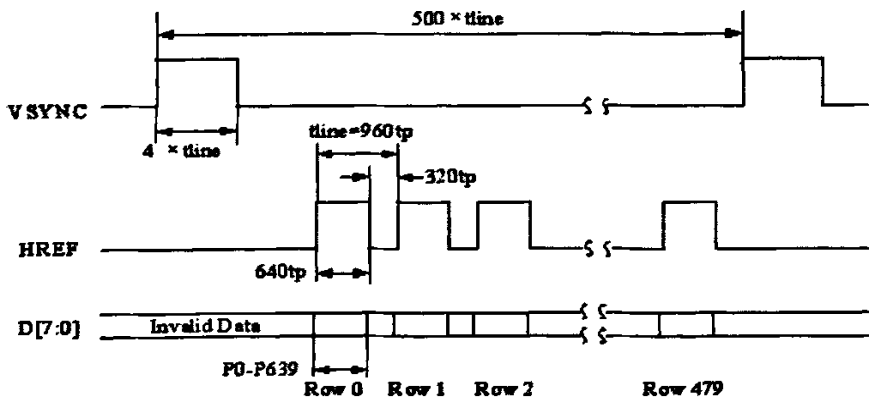 500 × tline
VSYNC
4 × tline
tline=960tp
320tp
HREF
640tp
D[7:0]
Invalid Data
P0-P639
Row 0
Row 1
Row 2
Row 479